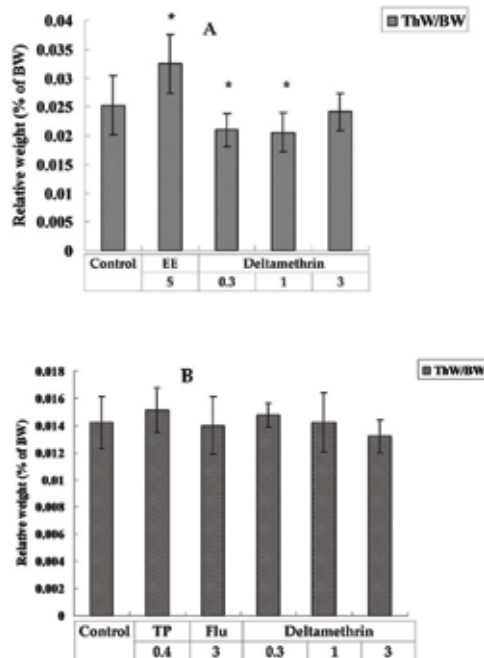 0.04
A
*
ThW/BW
0.035
0.03
* *
0.025
0.02
0.015
0.01
0.005
0
Relative weight (% of BW)
Control EE Deltamethrin
5 0.3 1 3
0.018
B
ThW/BW
0.016
0.014
0.012
0.01
0.008
0.006
0.004
0.002
0
Relative weight (% of BW)
Control TP Flu Deltamethrin
0.4 3 0.3 1 3